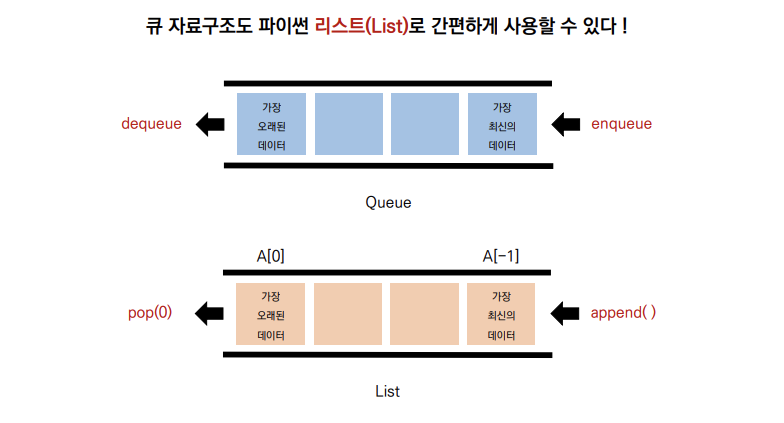 큐 자료구조도 파이썬 리스트(List)로 간편하게 사용할 수 있다 !
dequeue
가장
오래된
데이터
가장
최신의
데이터
enqueue
Queue
A[0]
A[-1]
pop(0)
가장
오래된
데이터
가장
최신의
데이터
append( )
List